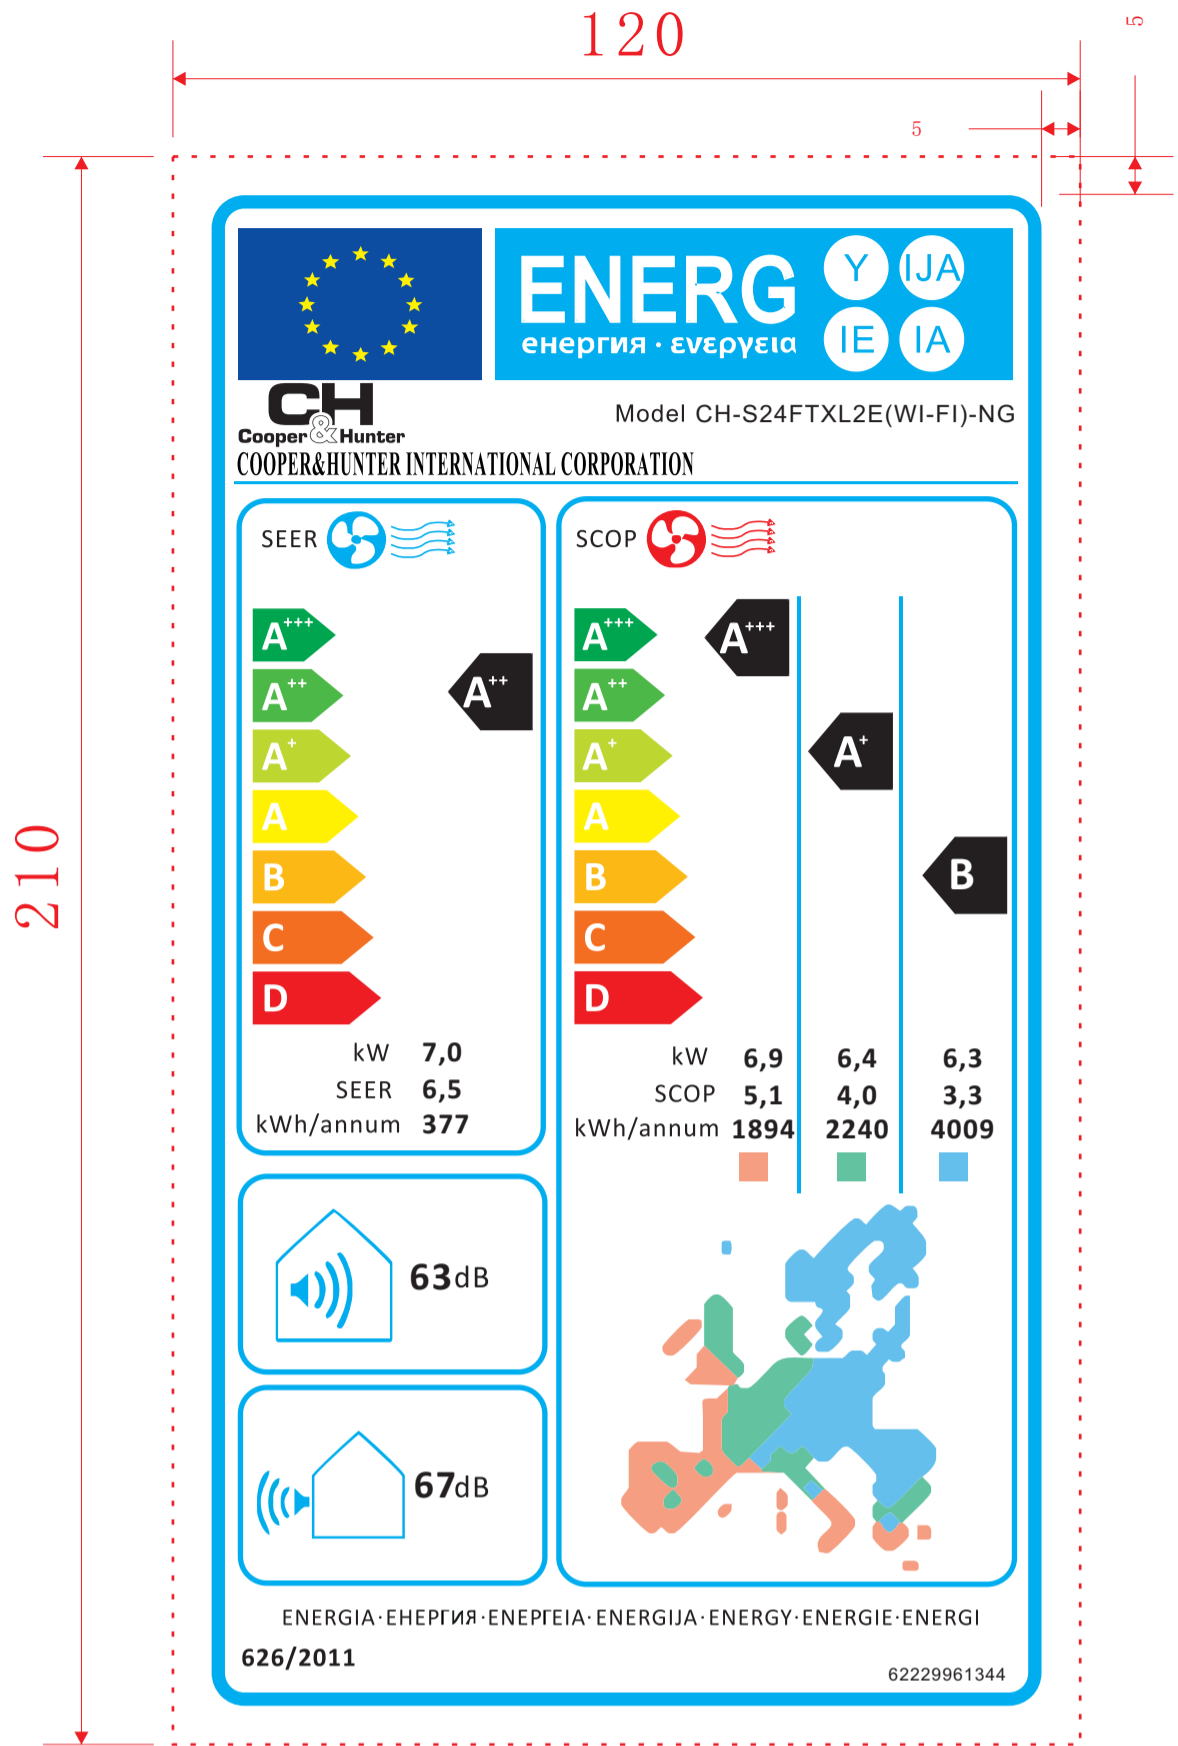 120
5
5
210
ENERG
енергия · ενεργεια
Y
IJA
IE
IA
CH
Cooper & Hunter
Model CH-S24FTXL2E(WI-FI)-NG
COOPER&HUNTER INTERNATIONAL CORPORATION
SEER
A+++
A++
A+
A
B
C
D
A++
kW 7,0
SEER 6,5
kWh/annum 377
SCOP
A+++
A++
A+
A
B
C
D
A+++
A+
B
kW 6,9 6,4 6,3
SCOP 5,1 4,0 3,3
kWh/annum 1894 2240 4009
63dB
67dB
ENERGIA·ЕНЕРГИЯ·ΕΝΕΡΓΕΙΑ·ENERGIJA·ENERGY·ENERGIE·ENERGI
626/2011
62229961344